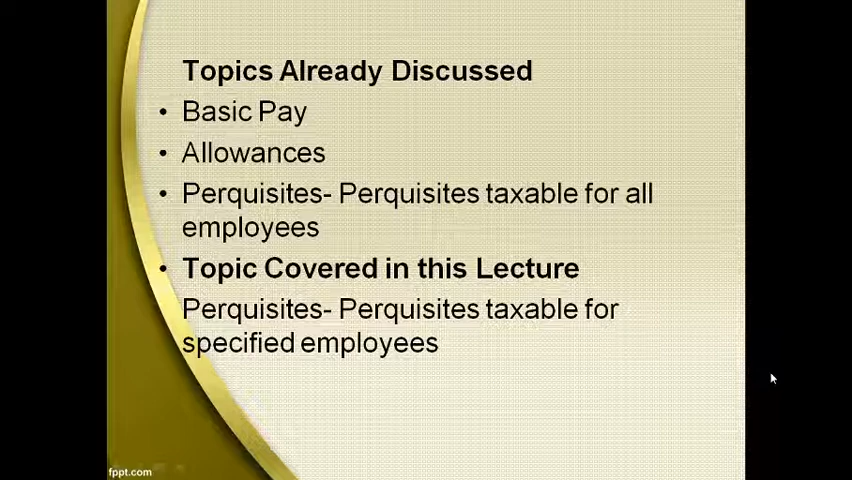 Topics Already Discussed
• Basic Pay
• Allowances
• Perquisites- Perquisites taxable for all
employees
• Topic Covered in this Lecture
Perquisites- Perquisites taxable for
specified employees
fppt.com